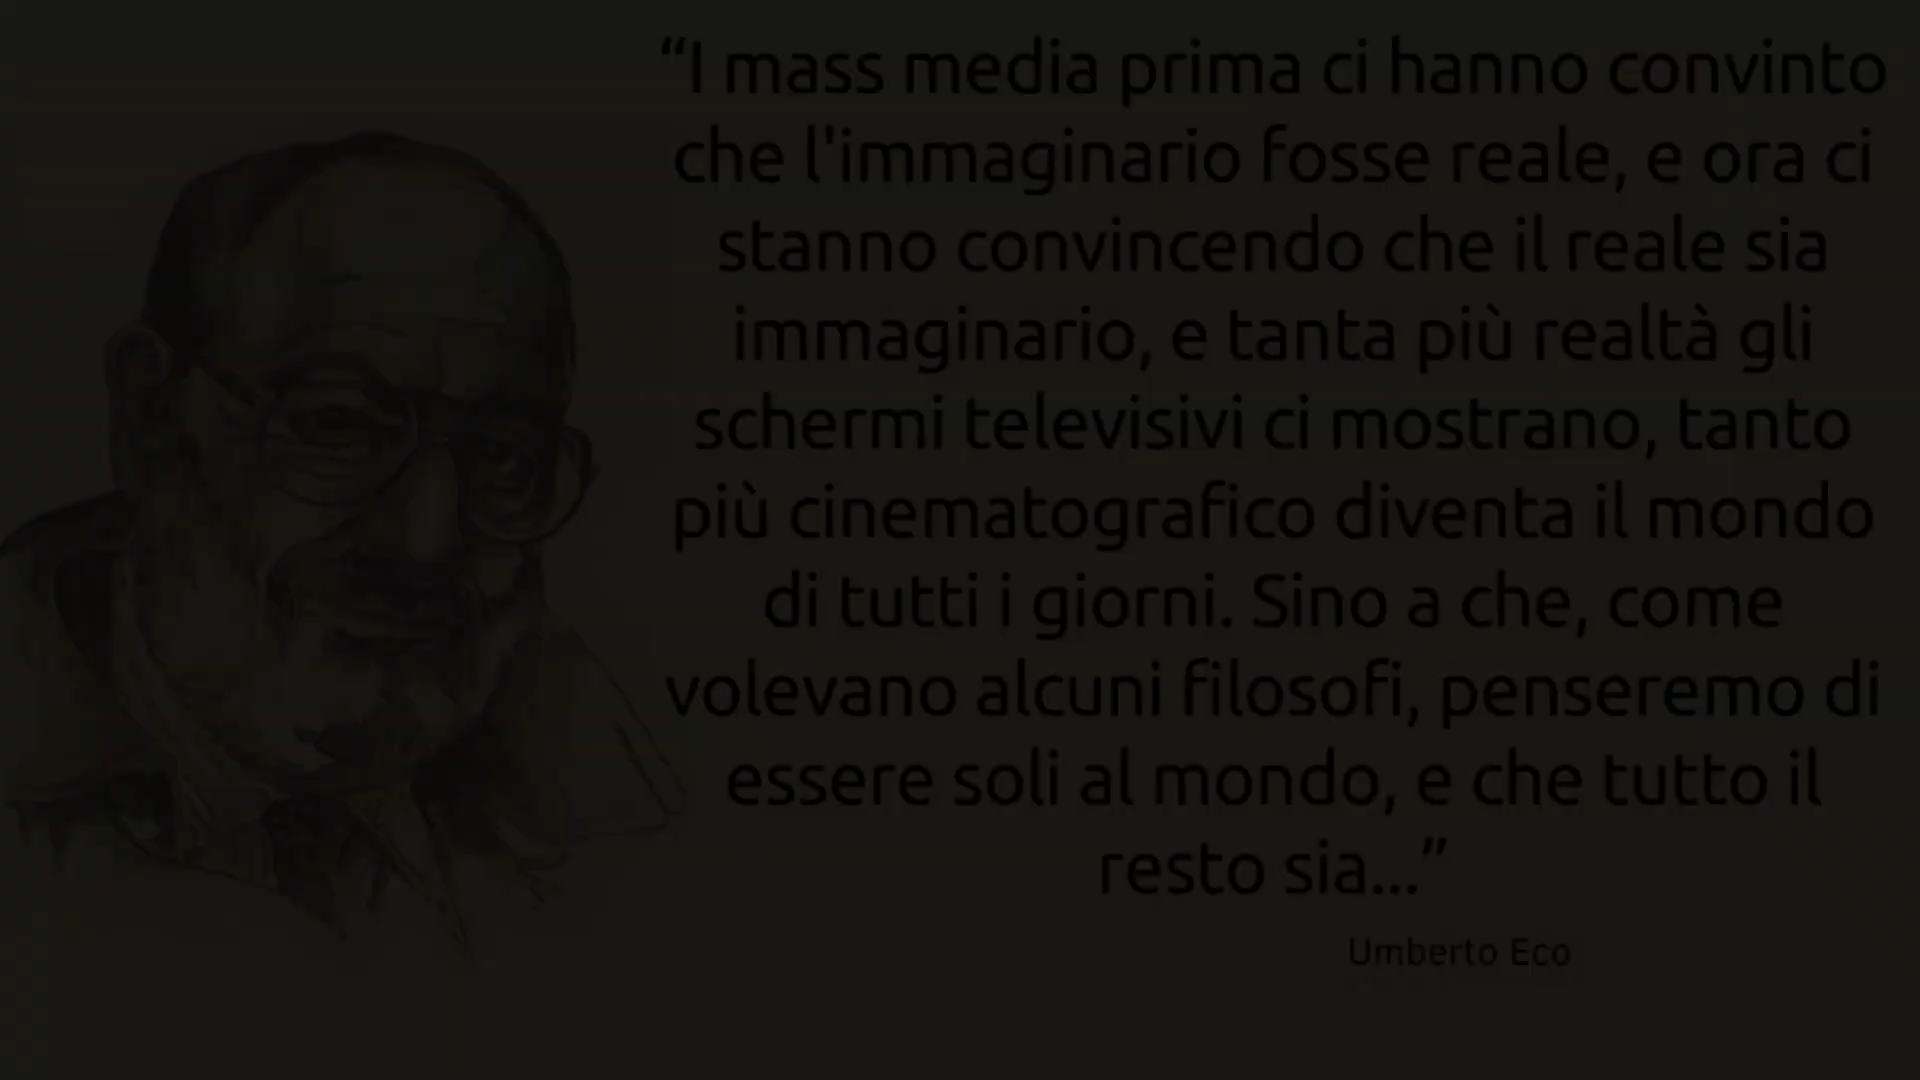 “I mass media prima ci hanno convinto
che l'immaginario fosse reale, e ora ci
stanno convincendo che il reale sia
immaginario, e tanta più realtà gli
schermi televisivi ci mostrano, tanto
più cinematografico diventa il mondo
di tutti i giorni. Sino a che, come
volevano alcuni filosofi, penseremo di
essere soli al mondo, e che tutto il
resto sia...”
Umberto Eco